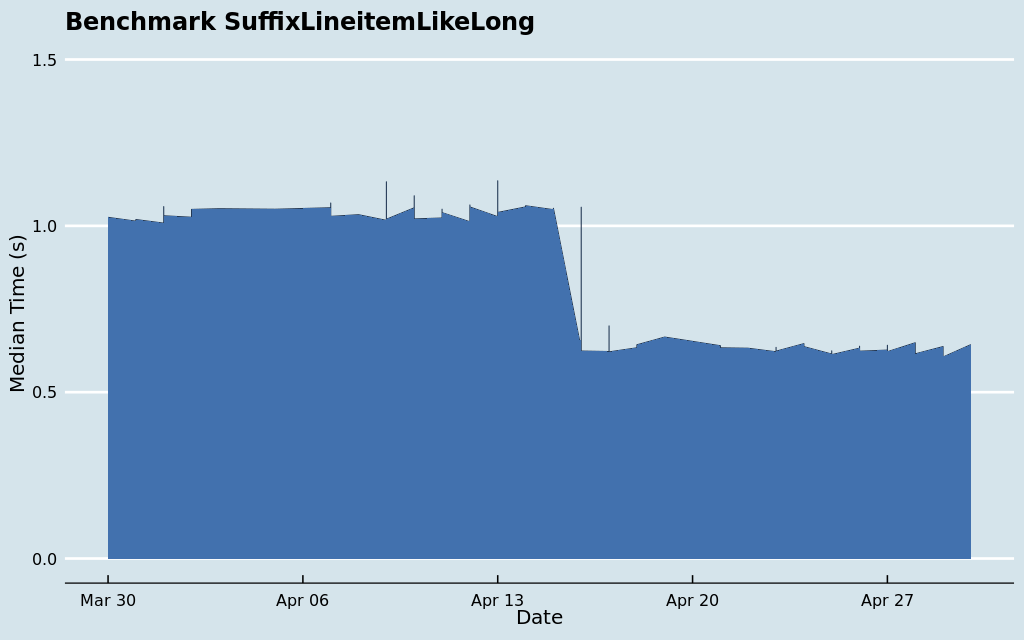 Benchmark SuffixLineitemLikeLong
1.5
1.0
0.5
0.0
Median Time (s)
Mar 30 Apr 06 Apr 13 Apr 20 Apr 27
Date